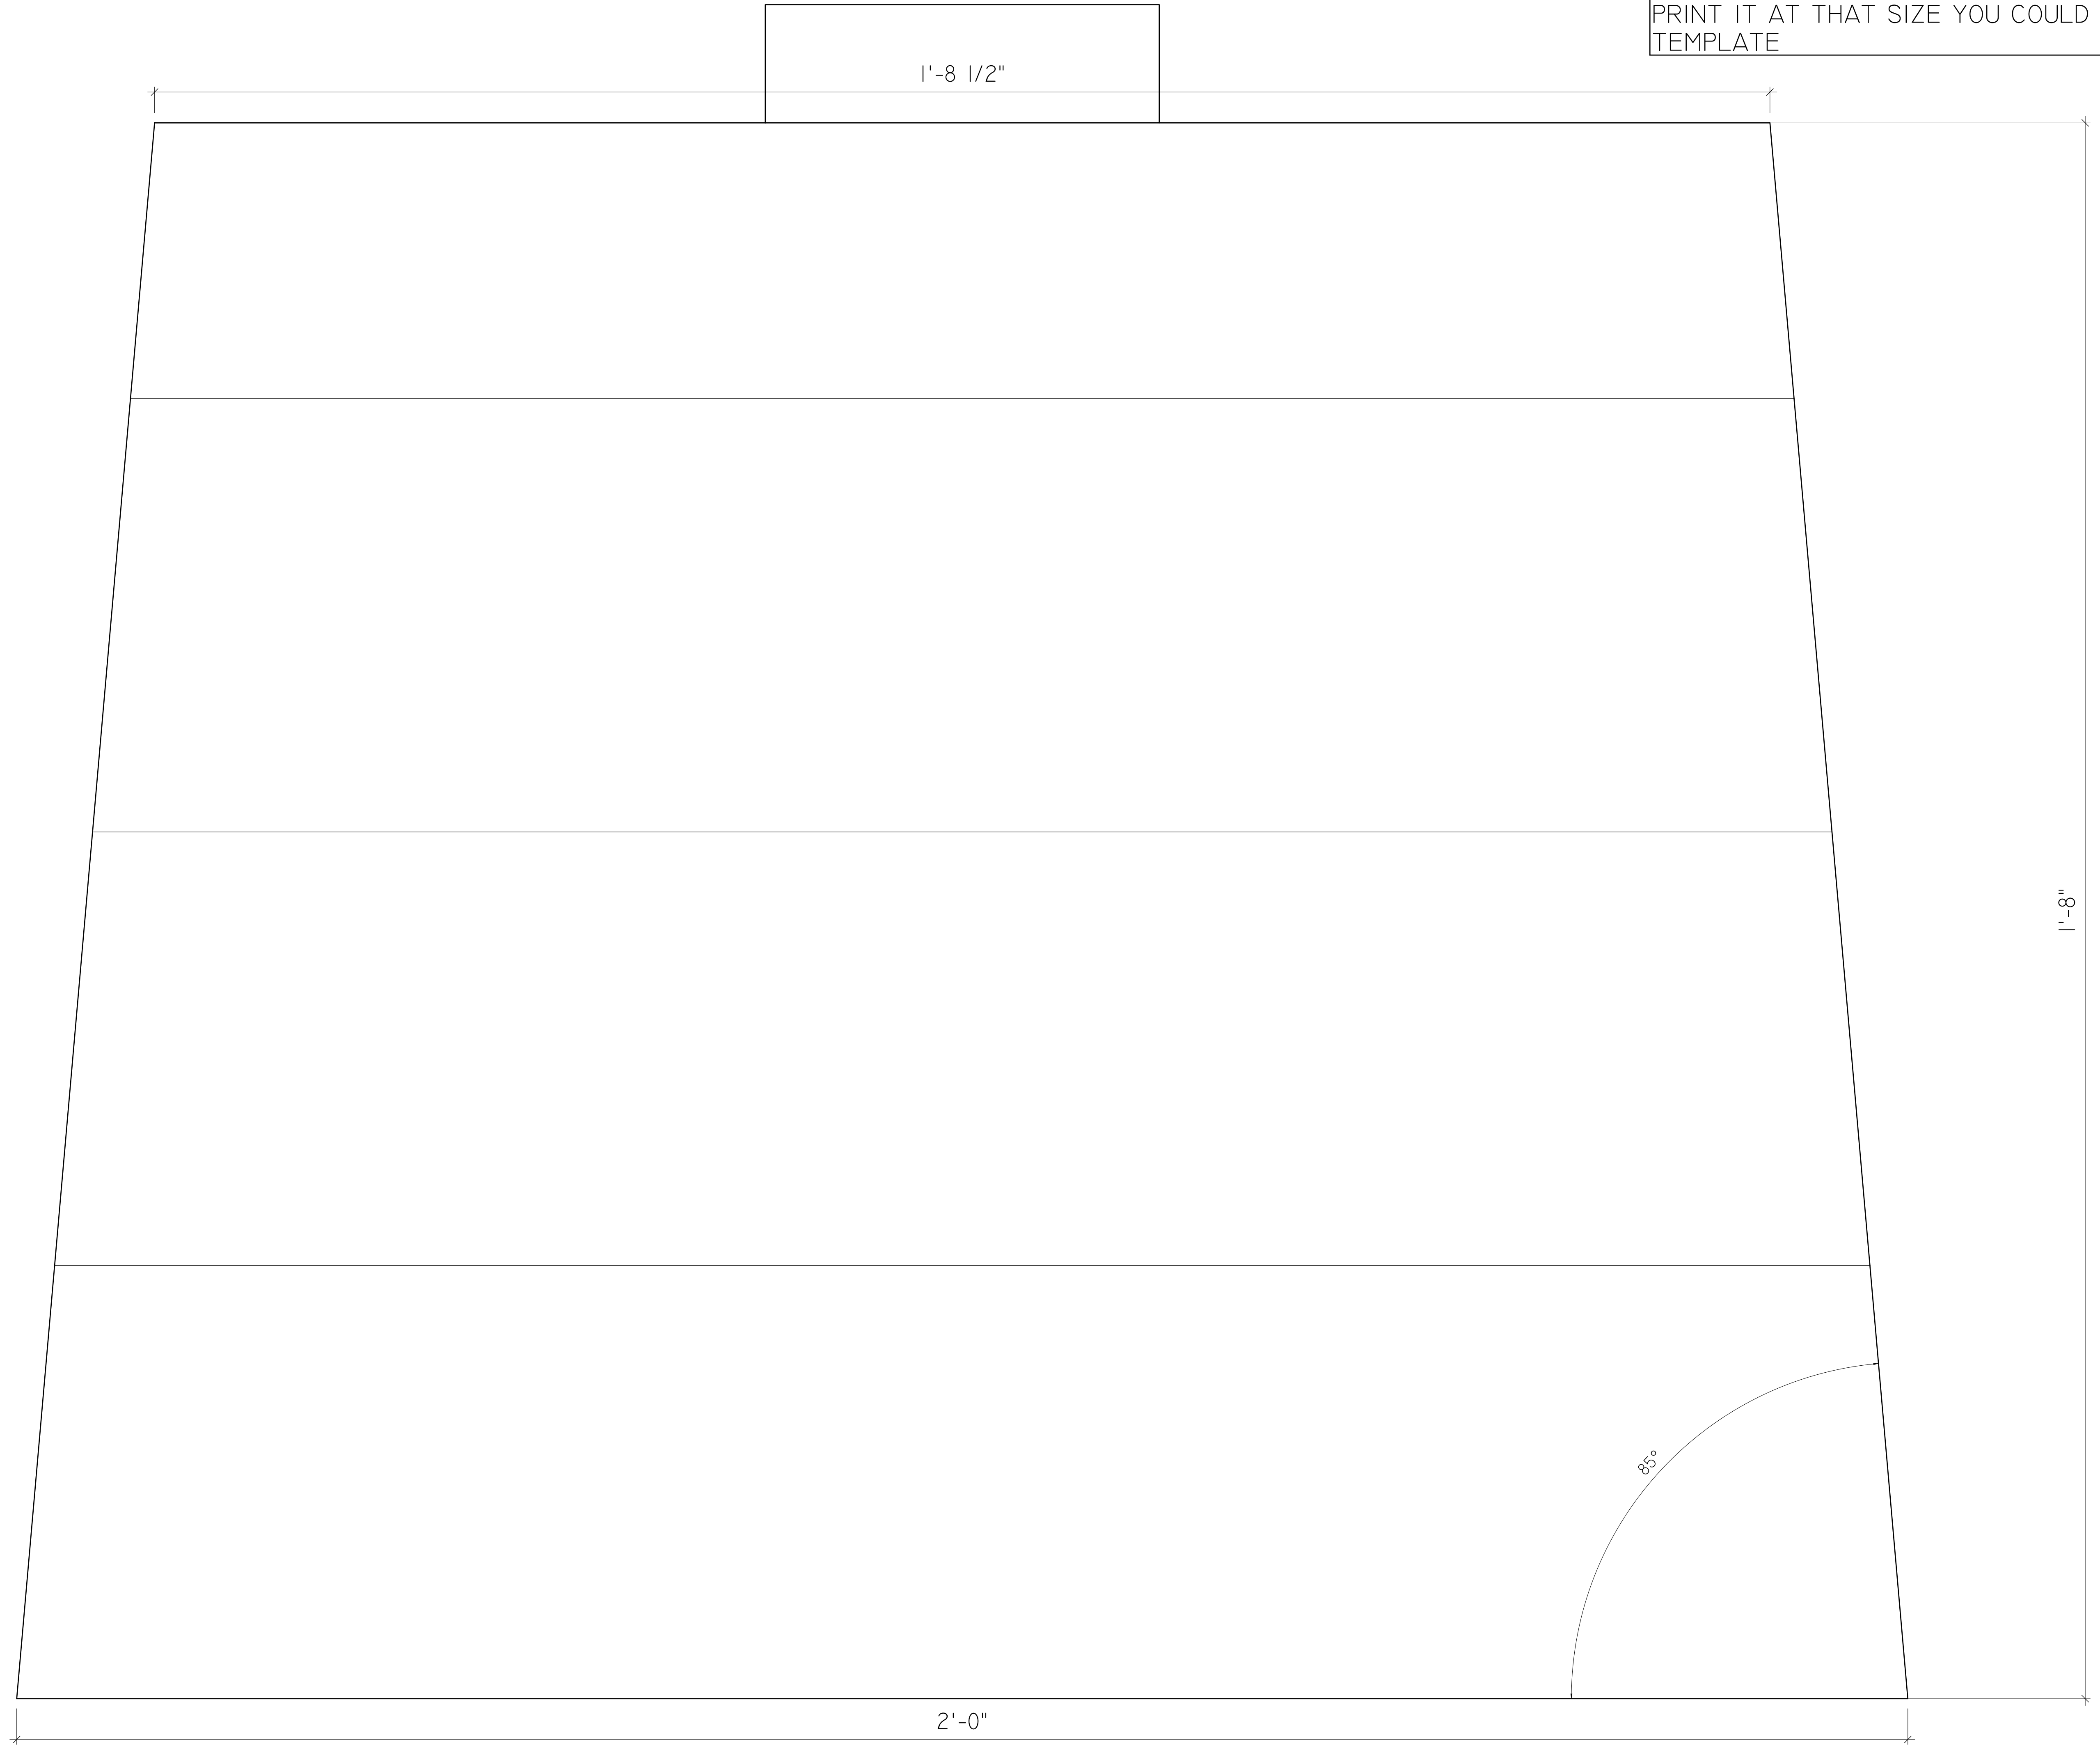 PRINT IT AT THAT SIZE YOU COULD
TEMPLATE
1'-8 1/2"
1'-8"
85°
2'-0"